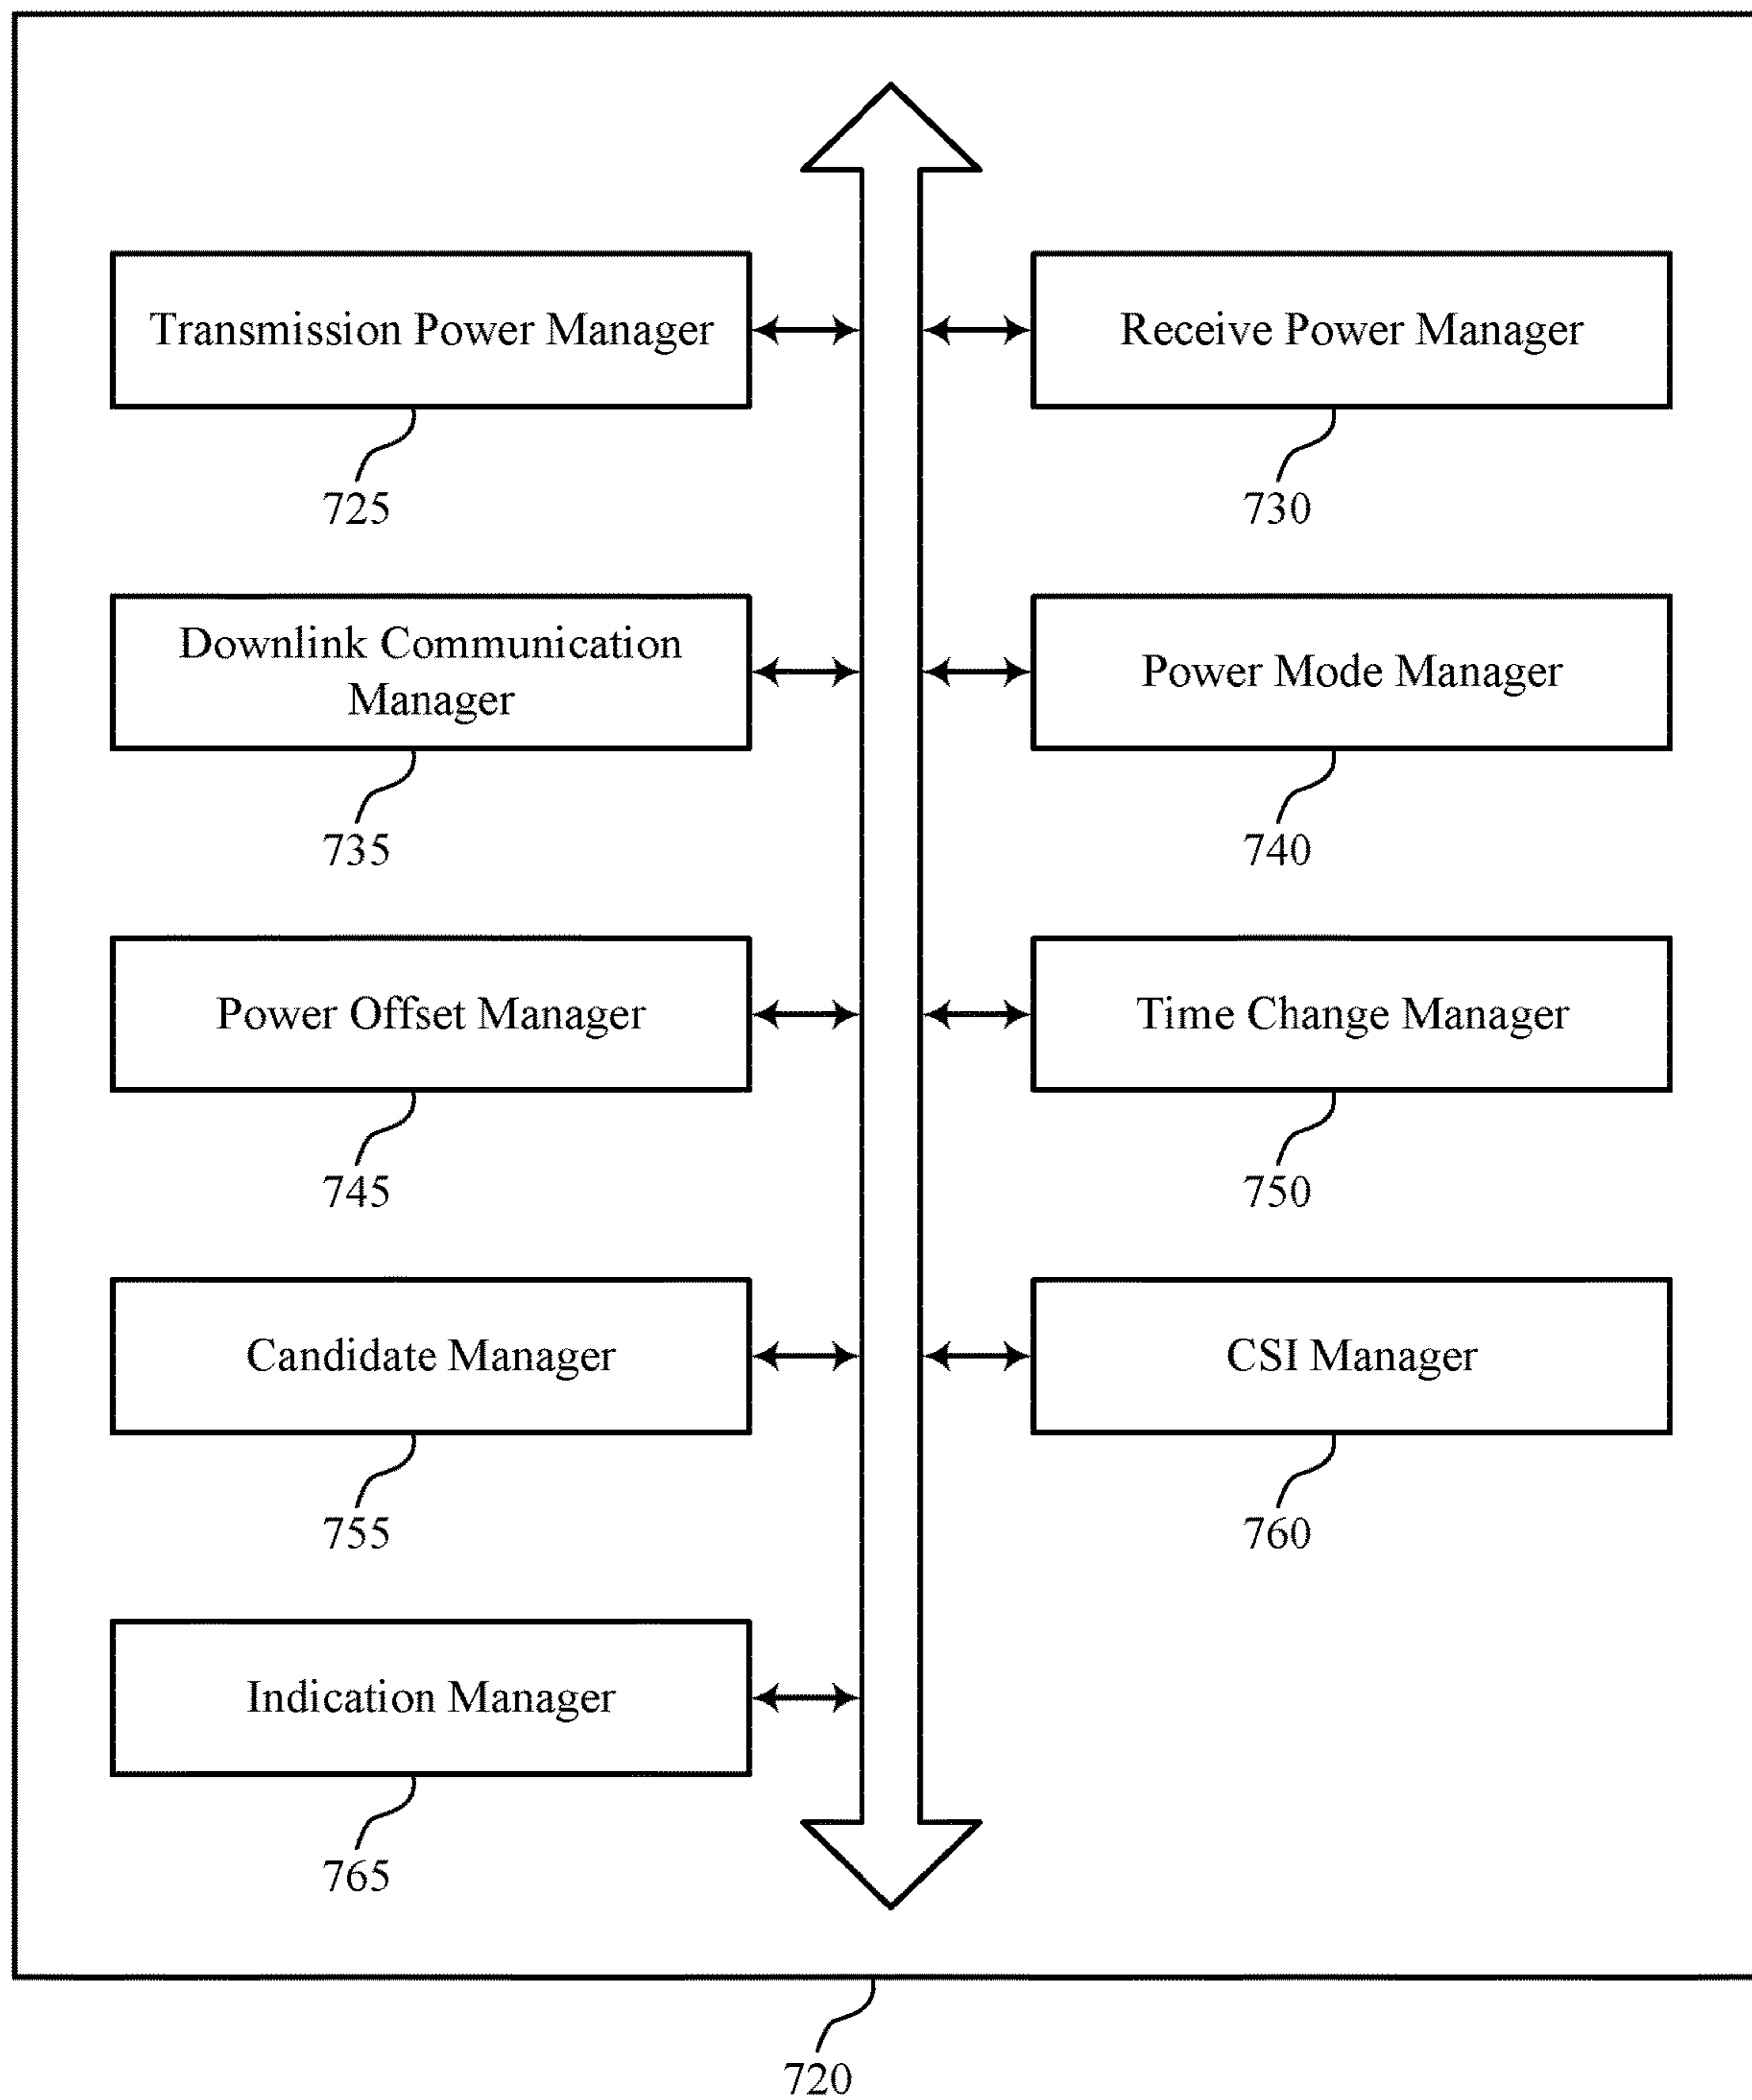 Transmission Power Manager
Receive Power Manager
725
730
Downlink Communication
Manager
Power Mode Manager
735
740
Power Offset Manager
Time Change Manager
745
750
Candidate Manager
CSI Manager
755
760
Indication Manager
765
720